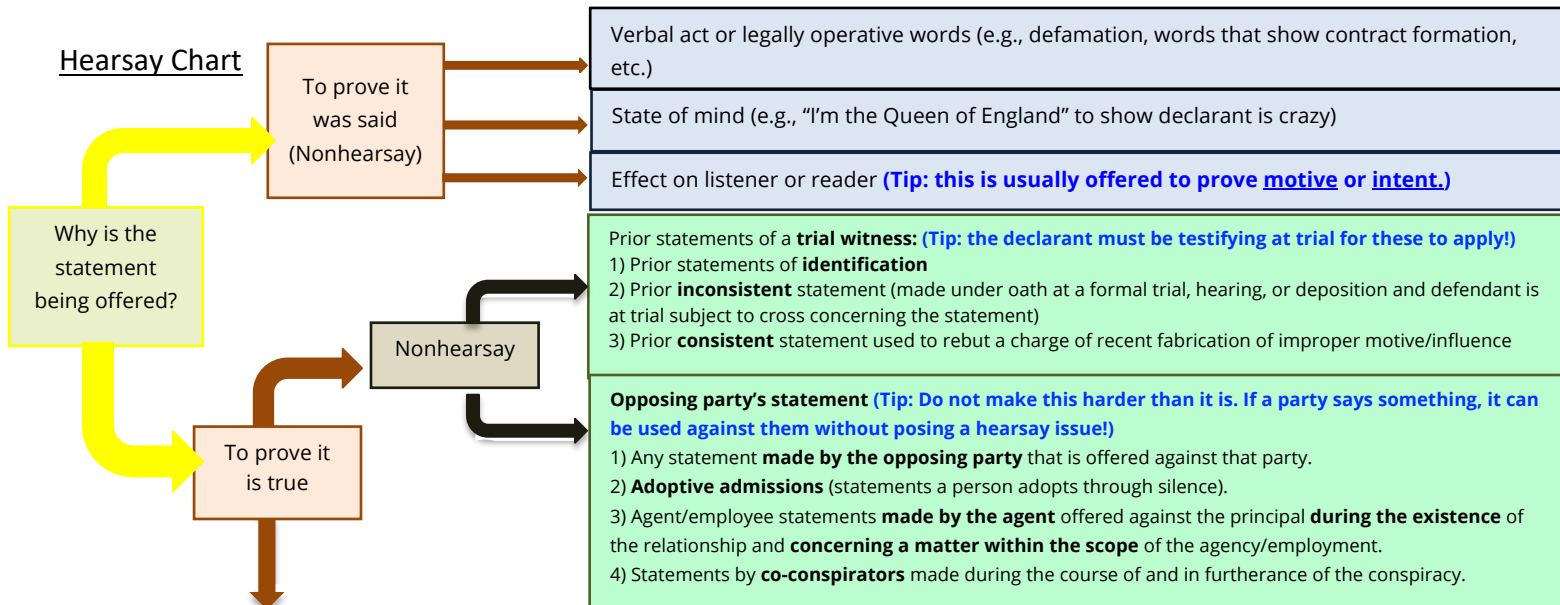 Hearsay Chart
Why is the
statement
being offered?
To prove it
was said
(Nonhearsay)
Verbal act or legally operative words (e.g., defamation, words that show contract formation,
etc.)
State of mind (e.g., “I’m the Queen of England” to show declarant is crazy)
Effect on listener or reader (Tip: this is usually offered to prove motive or intent.)
To prove it
is true
Nonhearsay
Prior statements of a trial witness: (Tip: the declarant must be testifying at trial for these to apply!)
1) Prior statements of identification
2) Prior inconsistent statement (made under oath at a formal trial, hearing, or deposition and defendant is
at trial subject to cross concerning the statement)
3) Prior consistent statement used to rebut a charge of recent fabrication of improper motive/influence
Opposing party’s statement (Tip: Do not make this harder than it is. If a party says something, it can
be used against them without posing a hearsay issue!)
1) Any statement made by the opposing party that is offered against that party.
2) Adoptive admissions (statements a person adopts through silence).
3) Agent/employee statements made by the agent offered against the principal during the existence of
the relationship and concerning a matter within the scope of the agency/employment.
4) Statements by co-conspirators made during the course of and in furtherance of the conspiracy.